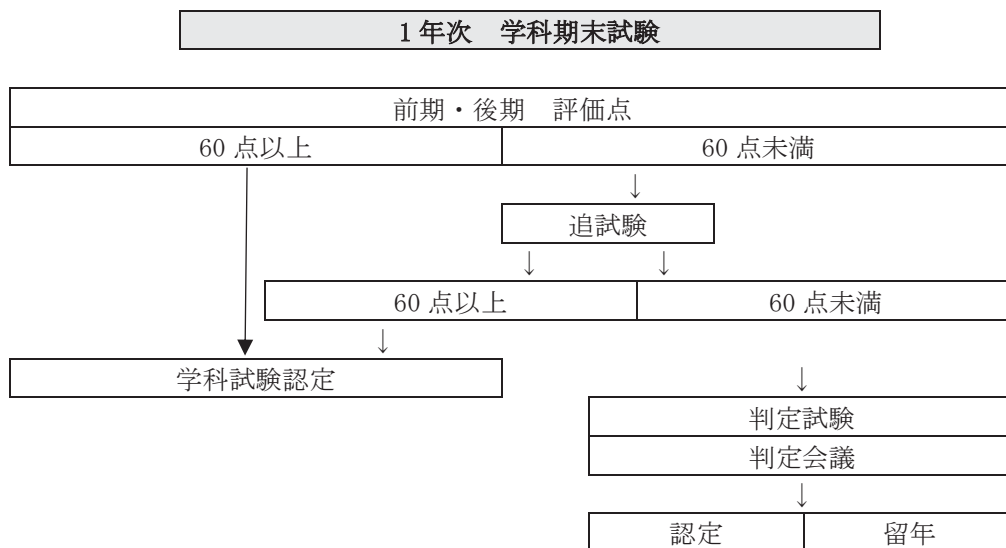 1年次　学科期末試験
前期・後期　評価点
60点以上 60点未満
↓
追試験
↓ ↓
60点以上 60点未満
↓
学科試験認定
↓
判定試験
判定会議
↓
認定 留年